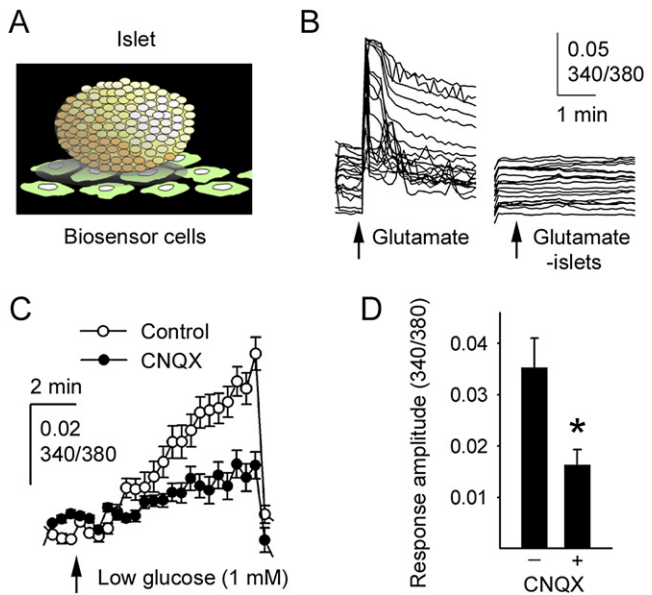 A
Islet
Biosensor cells
B
0.05
340/380
1 min
Glutamate
Glutamate
-islets
C
Control
CNQX
2 min
0.02
340/380
Low glucose (1 mM)
D
Response amplitude (340/380)
0.04
0.03
0.02
0.01
*
– +
CNQX